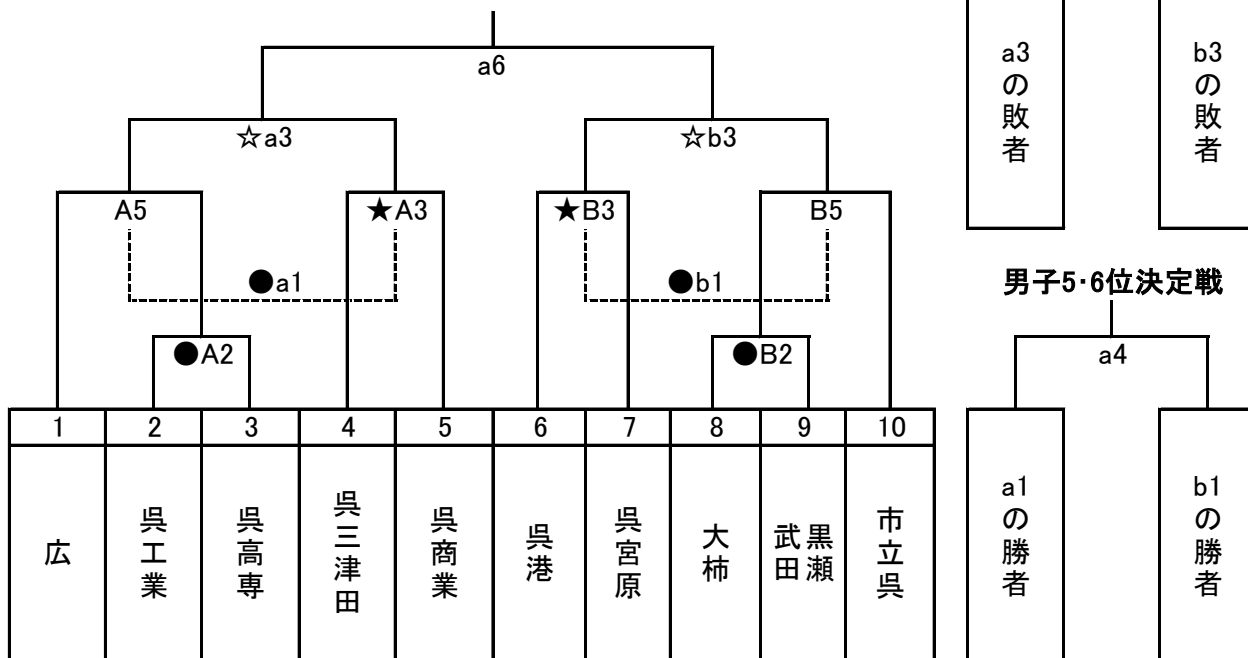 a6
☆a3
☆b3
A5
★A3
★B3
B5
●a1
●b1
●A2
●B2
1 2 3 4 5 6 7 8 9 10
広
呉工業
呉高専
呉三津田
呉商業
呉港
呉宮原
大柿
黒瀬
武田
市立呉
a3の敗者
b3の敗者
男子5・6位決定戦
a4
a1の勝者
b1の勝者